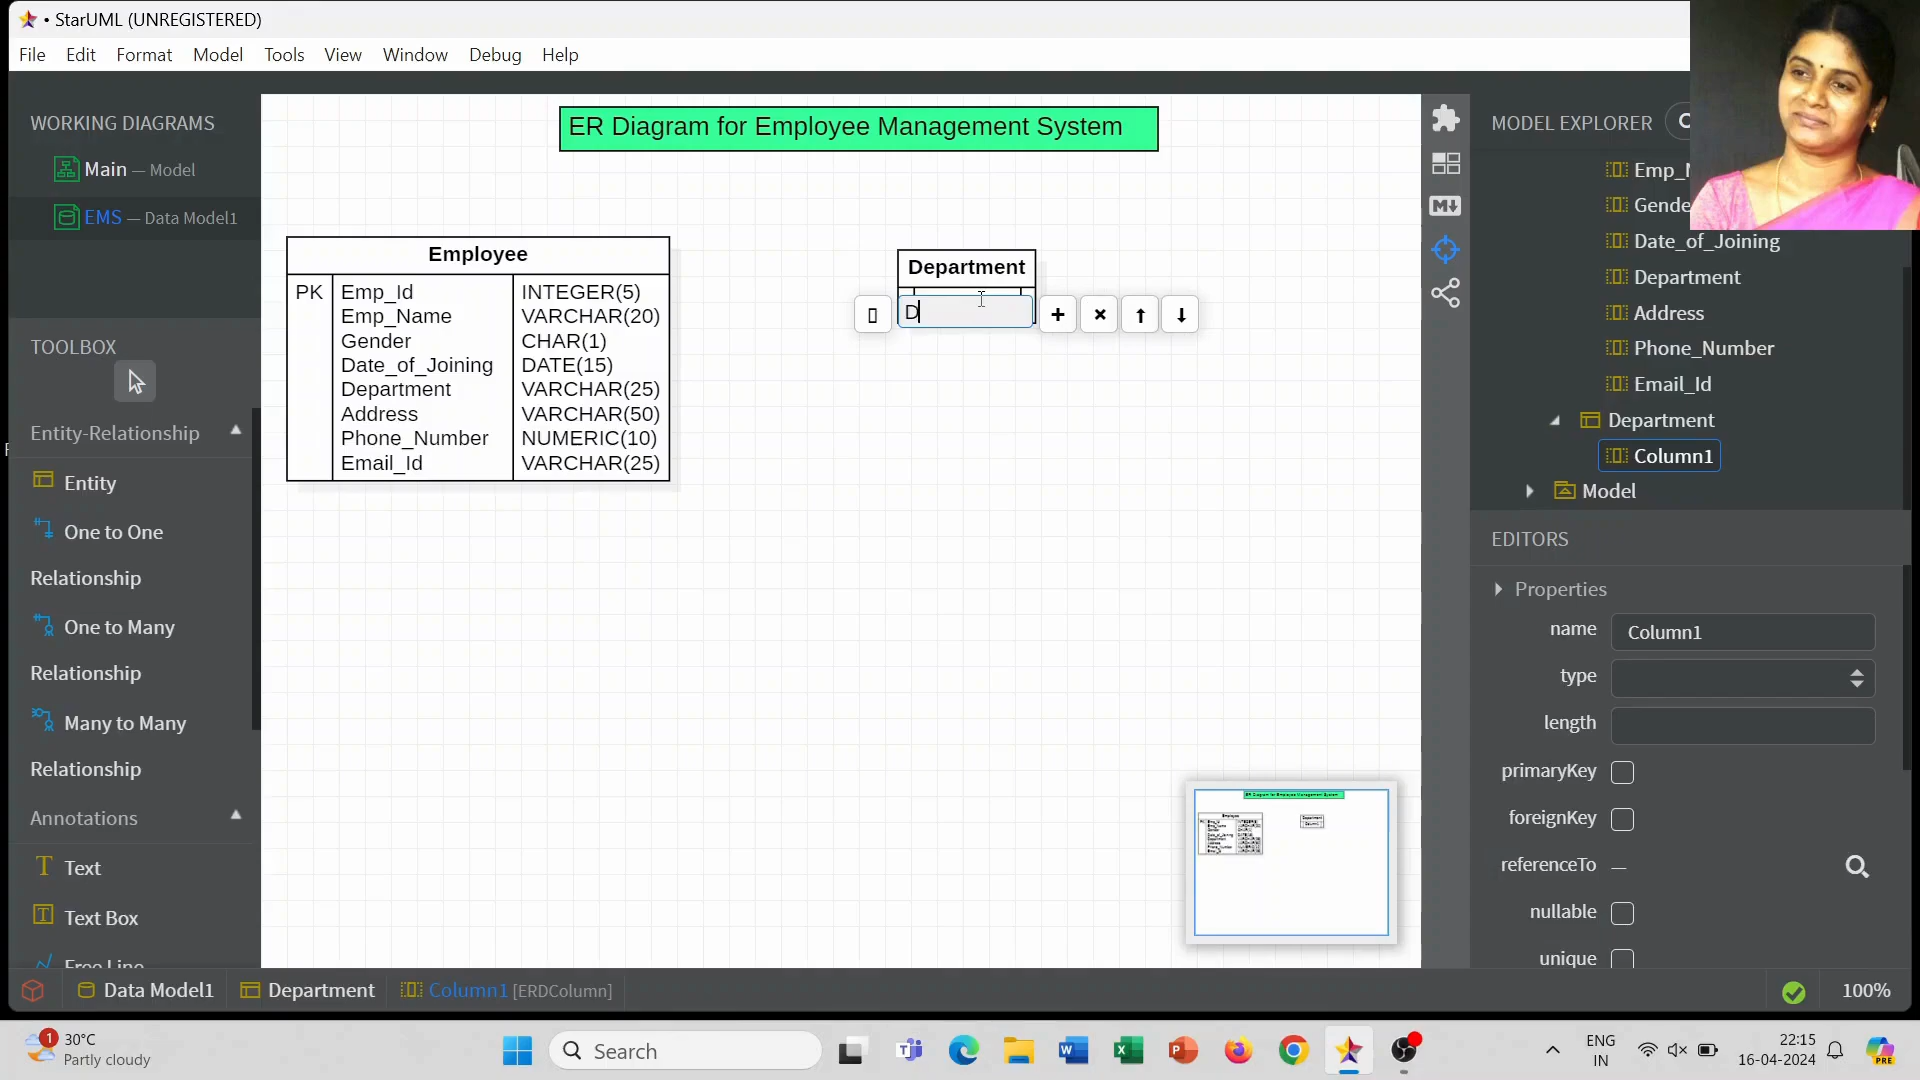 • StarUML (UNREGISTERED)
File Edit Format Model Tools View Window Debug Help
WORKING DIAGRAMS
Main — Model
EMS — Data Model1
TOOLBOX
Entity-Relationship
Entity
One to One
Relationship
One to Many
Relationship
Many to Many
Relationship
Annotations
Text
Text Box
Free Line
ER Diagram for Employee Management System
Employee
PK Emp_Id INTEGER(5)
Emp_Name VARCHAR(20)
Gender CHAR(1)
Date_of_Joining DATE(15)
Department VARCHAR(25)
Address VARCHAR(50)
Phone_Number NUMERIC(10)
Email_Id VARCHAR(25)
Department
D
MODEL EXPLORER
Date_of_Joining
Department
Address
Phone_Number
Email_Id
Department
Column1
Model
EDITORS
Properties
name Column1
type
length
primaryKey
foreignKey
referenceTo —
nullable
unique
Data Model1 Department Column1 [ERDColumn] 100%
1 30°C
Partly cloudy
Search
ENG
IN
22:15
16-04-2024
PRE